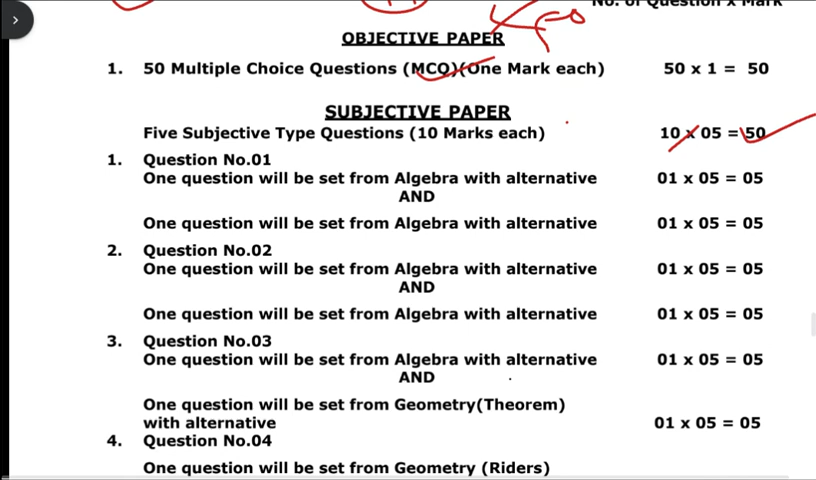 No. of Question x Mark
OBJECTIVE PAPER
1. 50 Multiple Choice Questions (MCQ)(One Mark each) 50 x 1 = 50
SUBJECTIVE PAPER
Five Subjective Type Questions (10 Marks each) 10 x 05 = 50
1. Question No.01
One question will be set from Algebra with alternative 01 x 05 = 05
AND
One question will be set from Algebra with alternative 01 x 05 = 05
2. Question No.02
One question will be set from Algebra with alternative 01 x 05 = 05
AND
One question will be set from Algebra with alternative 01 x 05 = 05
3. Question No.03
One question will be set from Algebra with alternative 01 x 05 = 05
AND
One question will be set from Geometry(Theorem)
with alternative 01 x 05 = 05
4. Question No.04
One question will be set from Geometry (Riders)